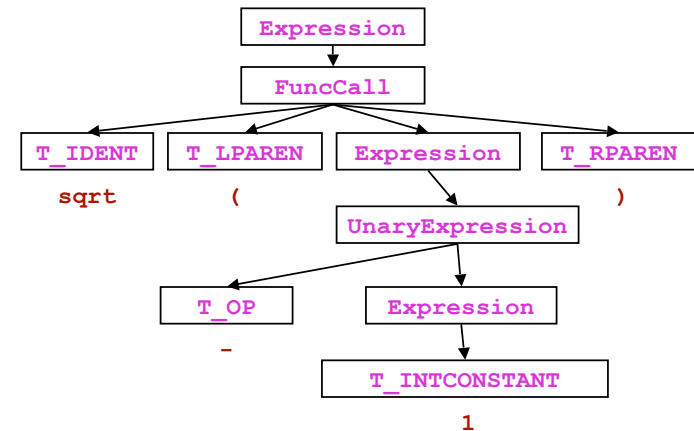 Expression
FuncCall
T_IDENT T_LPAREN Expression T_RPAREN
sqrt ( )
UnaryExpression
T_OP Expression
-
T_INTCONSTANT
1